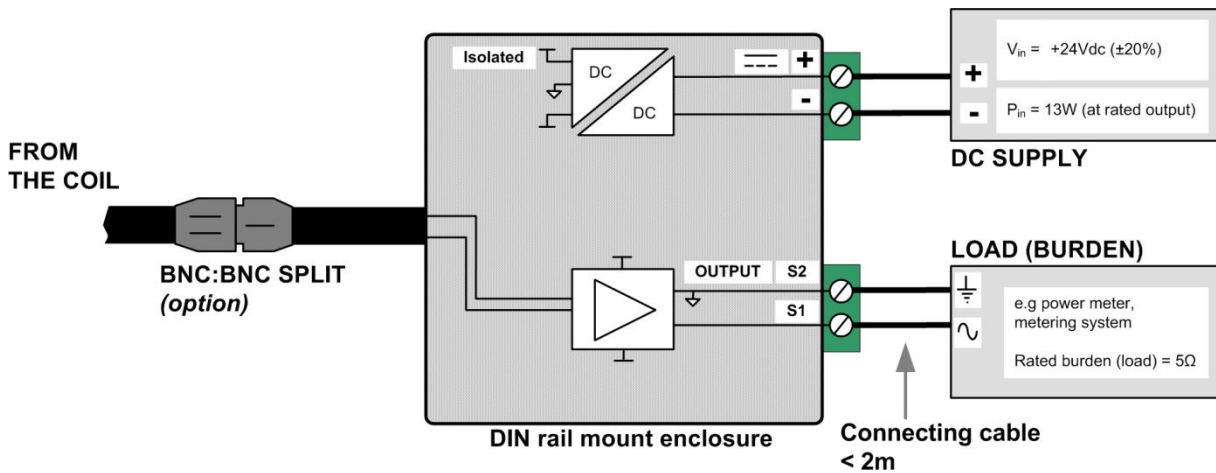 FROM
THE COIL
BNC:BNC SPLIT
(option)
Isolated
DC
DC
+
-
OUTPUT
S2
S1
DIN rail mount enclosure
+
-
Vin = +24Vdc (±20%)
Pin = 13W (at rated output)
DC SUPPLY
LOAD (BURDEN)
e.g power meter,
metering system
Rated burden (load) = 5Ω
Connecting cable
< 2m